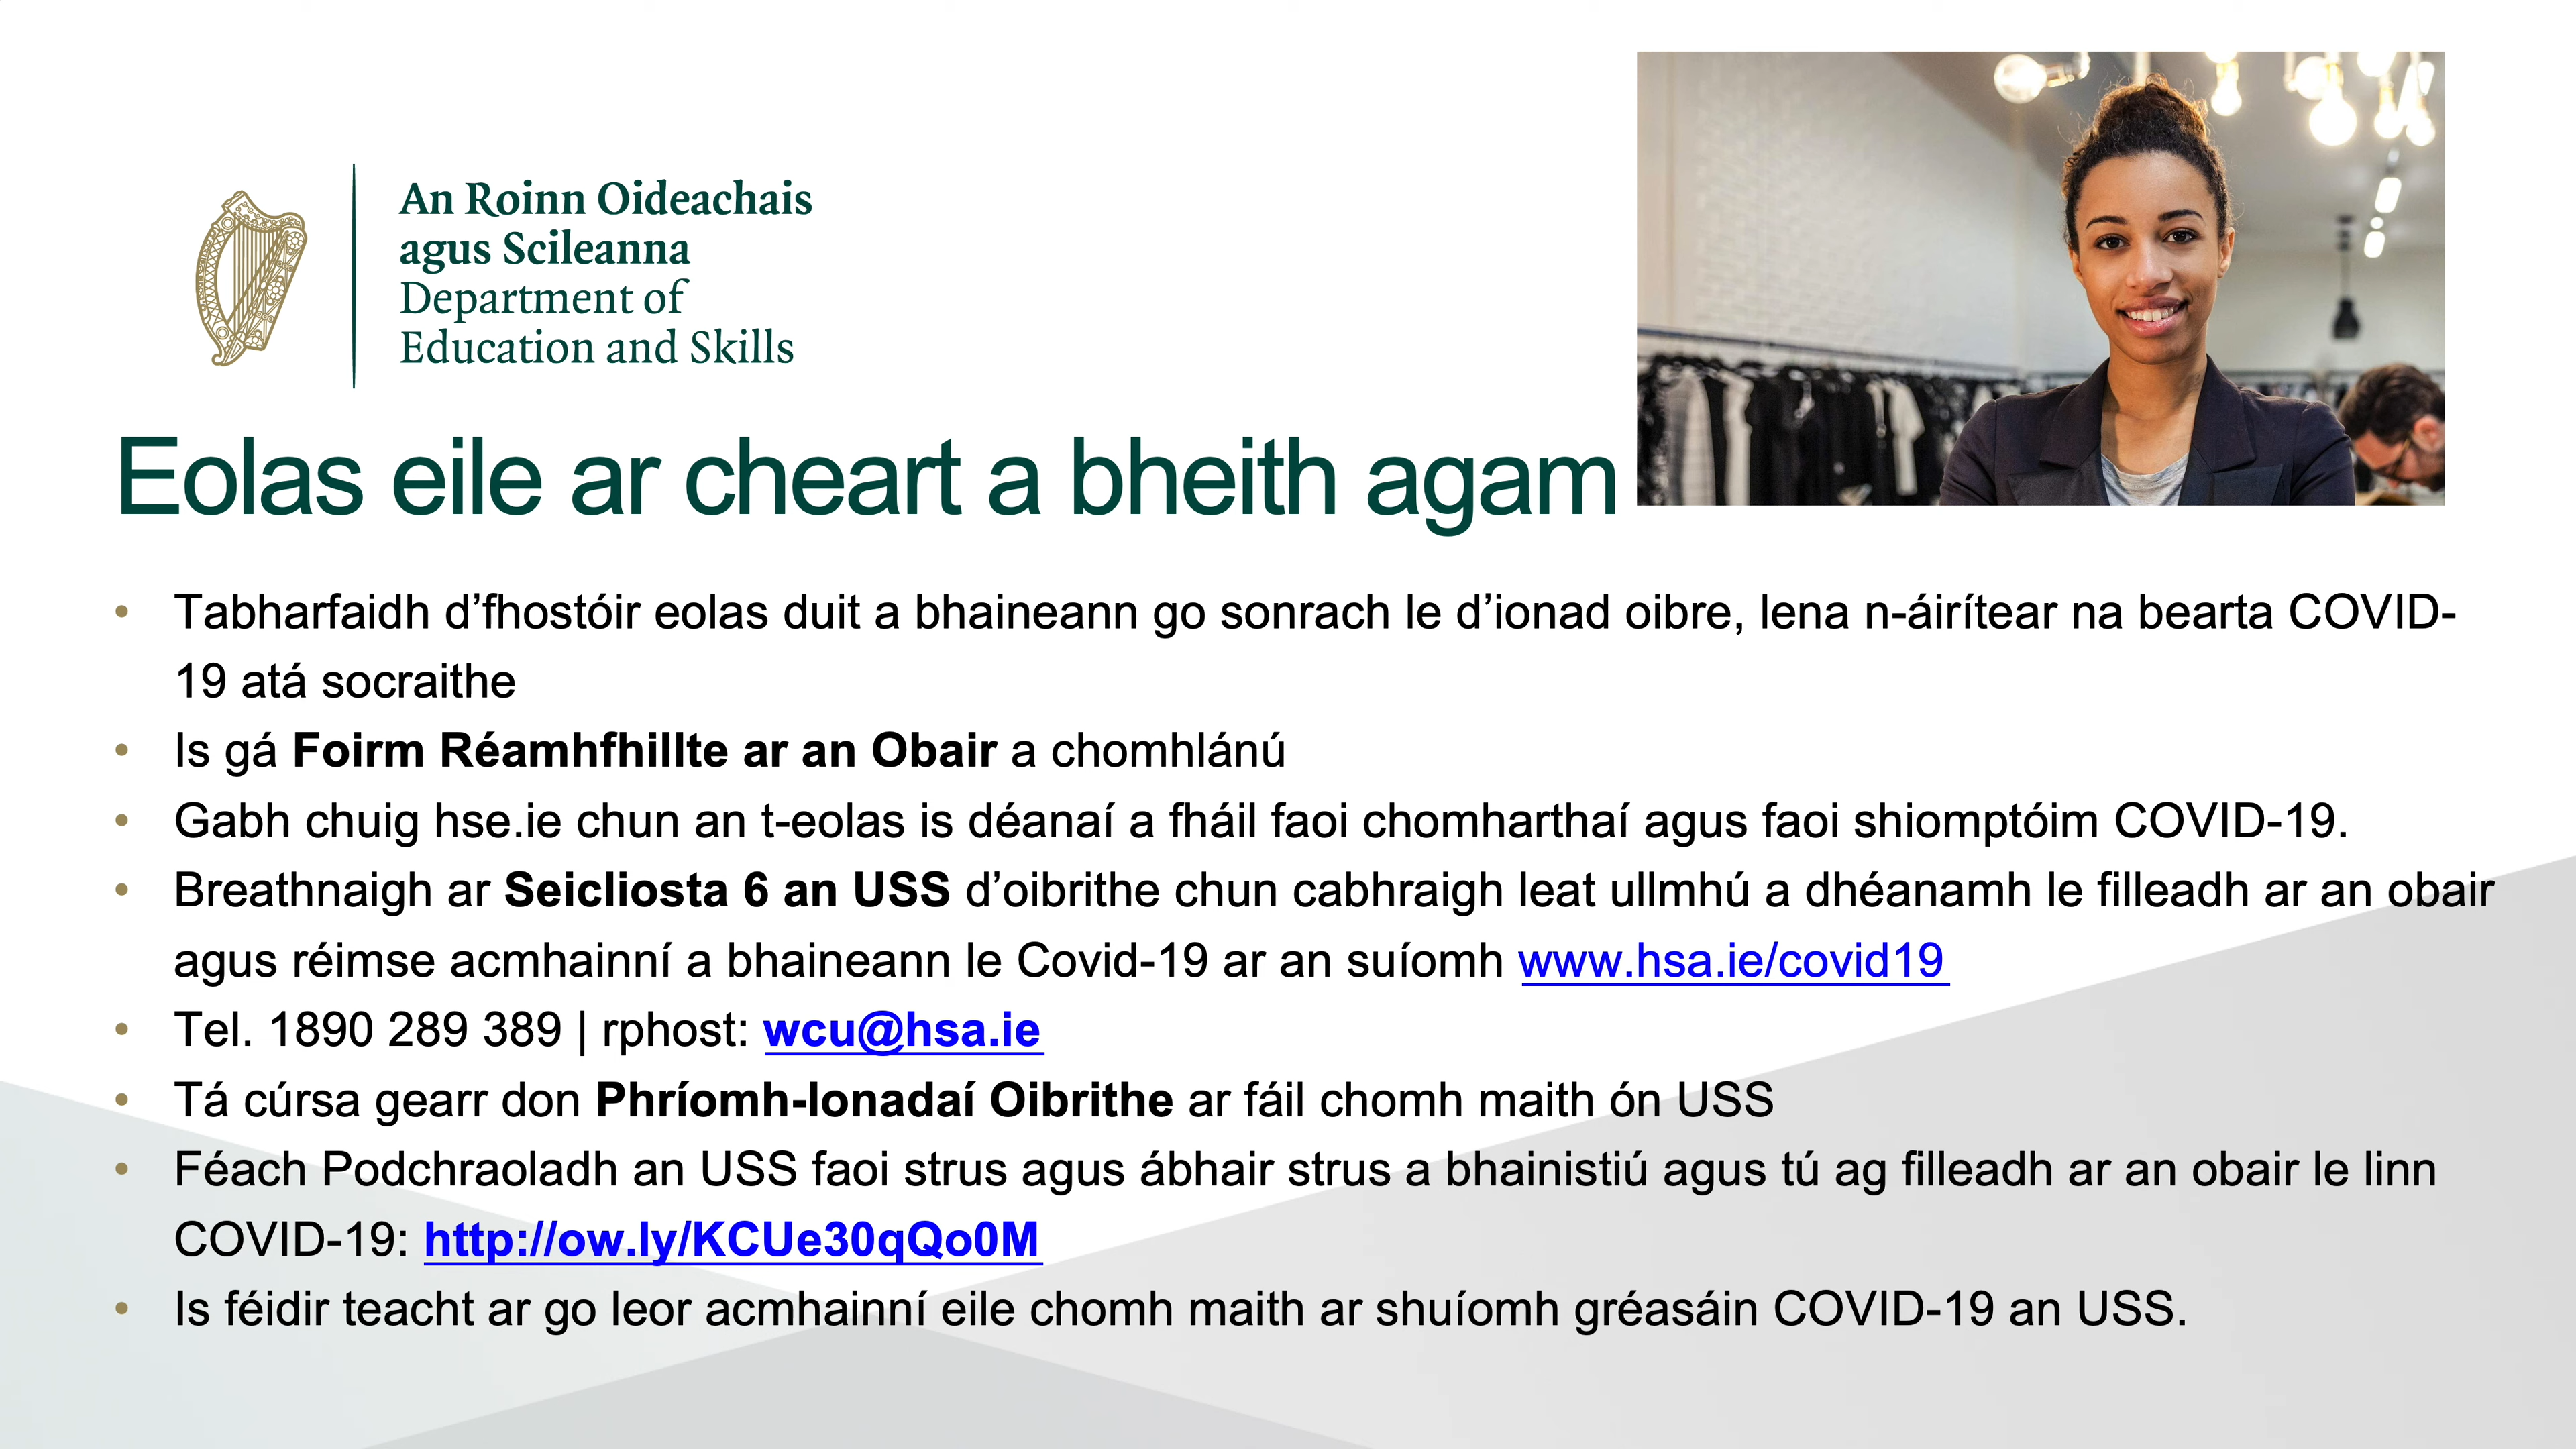 An Roinn Oideachais
agus Scileanna
Department of
Education and Skills
Eolas eile ar cheart a bheith agam
• Tabharfaidh d’fhostóir eolas duit a bhaineann go sonrach le d’ionad oibre, lena n-áirítear na bearta COVID-
19 atá socraithe
• Is gá Foirm Réamhfhillte ar an Obair a chomhlánú
• Gabh chuig hse.ie chun an t-eolas is déanaí a fháil faoi chomharthaí agus faoi shiomptóim COVID-19.
• Breathnaigh ar Seicliosta 6 an USS d’oibrithe chun cabhraigh leat ullmhú a dhéanamh le filleadh ar an obair
agus réimse acmhainní a bhaineann le Covid-19 ar an suíomh www.hsa.ie/covid19
• Tel. 1890 289 389 | rphost: wcu@hsa.ie
• Tá cúrsa gearr don Phríomh-Ionadaí Oibrithe ar fáil chomh maith ón USS
• Féach Podchraoladh an USS faoi strus agus ábhair strus a bhainistiú agus tú ag filleadh ar an obair le linn
COVID-19: http://ow.ly/KCUe30qQo0M
• Is féidir teacht ar go leor acmhainní eile chomh maith ar shuíomh gréasáin COVID-19 an USS.